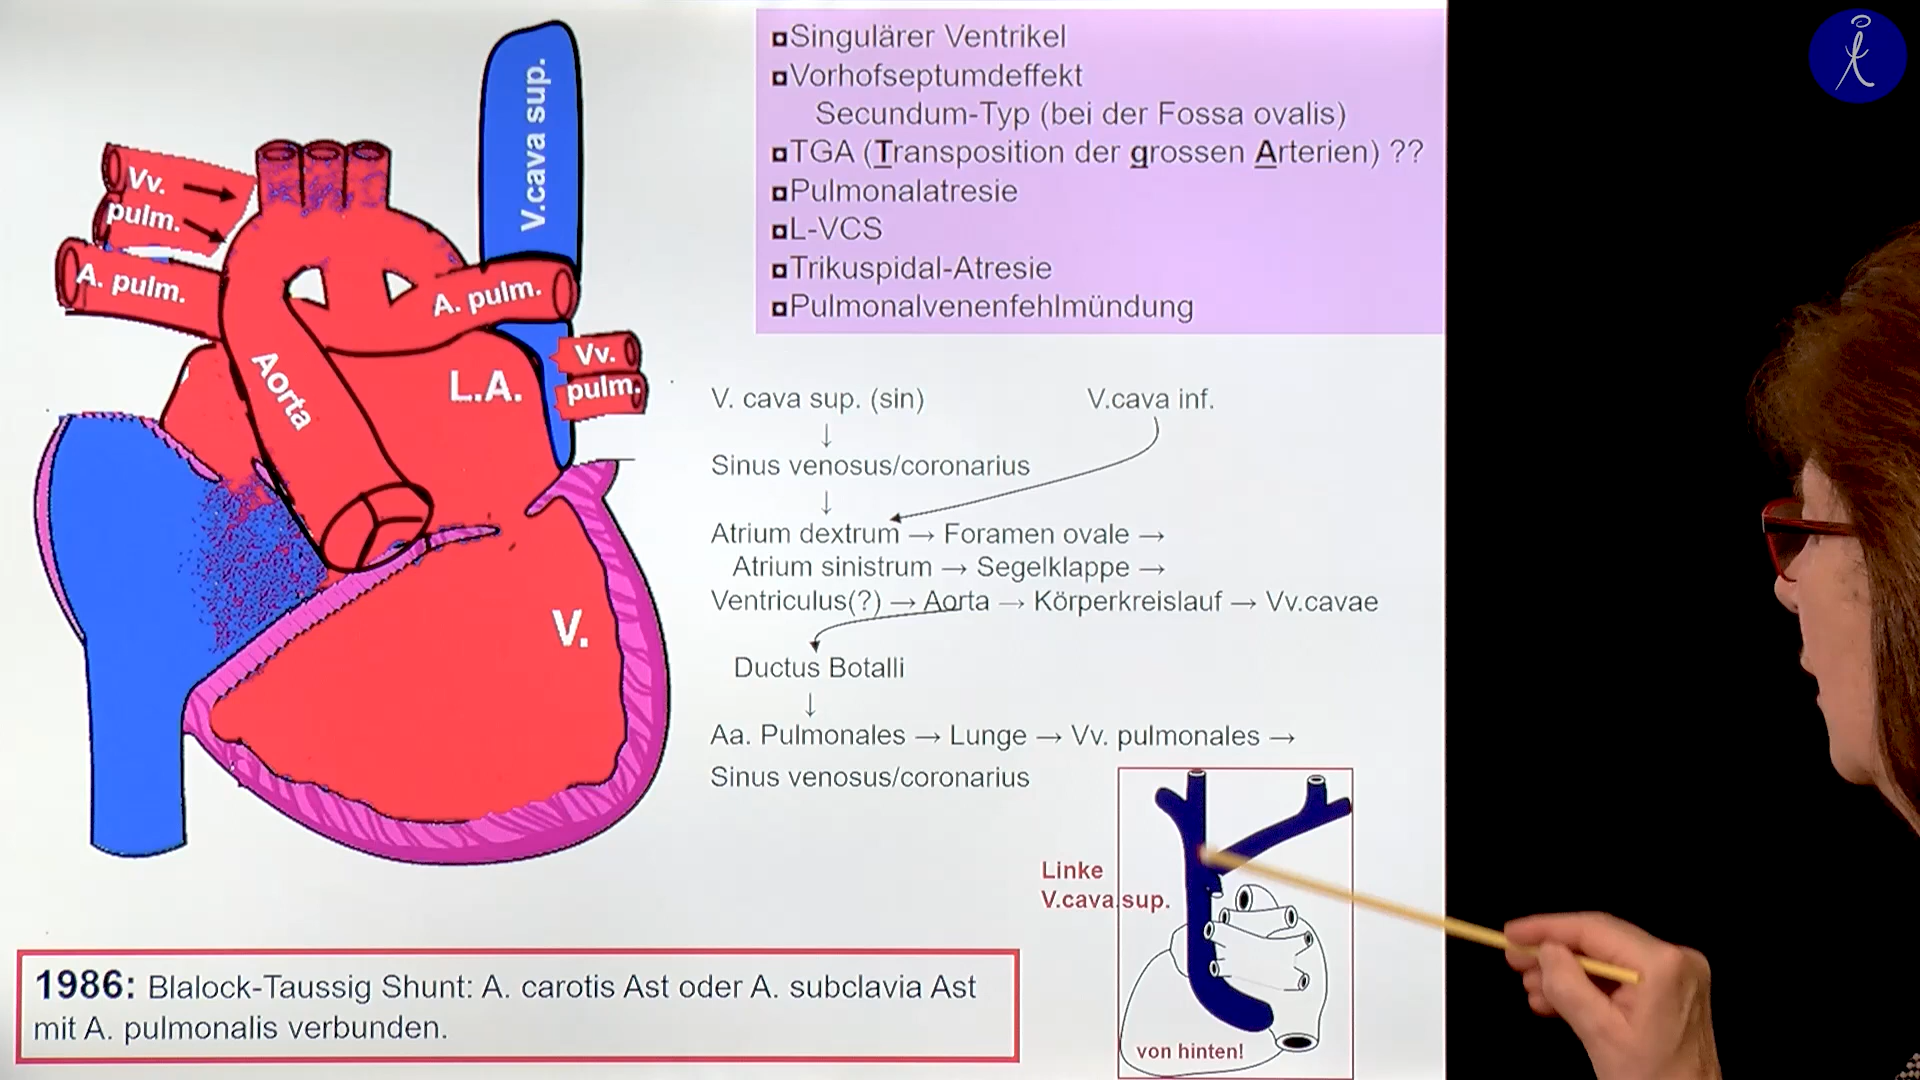 V.cava sup.
Vv.
pulm.
A. pulm.
A. pulm.
Vv.
pulm.
Aorta
L.A.
V.
Singulärer Ventrikel
Vorhofseptumdeffekt
Secundum-Typ (bei der Fossa ovalis)
TGA (Transposition der grossen Arterien) ??
Pulmonalatresie
L-VCS
Trikuspidal-Atresie
Pulmonalvenenfehlmündung
V. cava sup. (sin) V.cava inf.
↓
Sinus venosus/coronarius
↓
Atrium dextrum → Foramen ovale →
Atrium sinistrum → Segelklappe →
Ventriculus(?) → Aorta → Körperkreislauf → Vv.cavae
Ductus Botalli
↓
Aa. Pulmonales → Lunge → Vv. pulmonales →
Sinus venosus/coronarius
Linke
V.cava sup.
von hinten!
1986: Blalock-Taussig Shunt: A. carotis Ast oder A. subclavia Ast
mit A. pulmonalis verbunden.